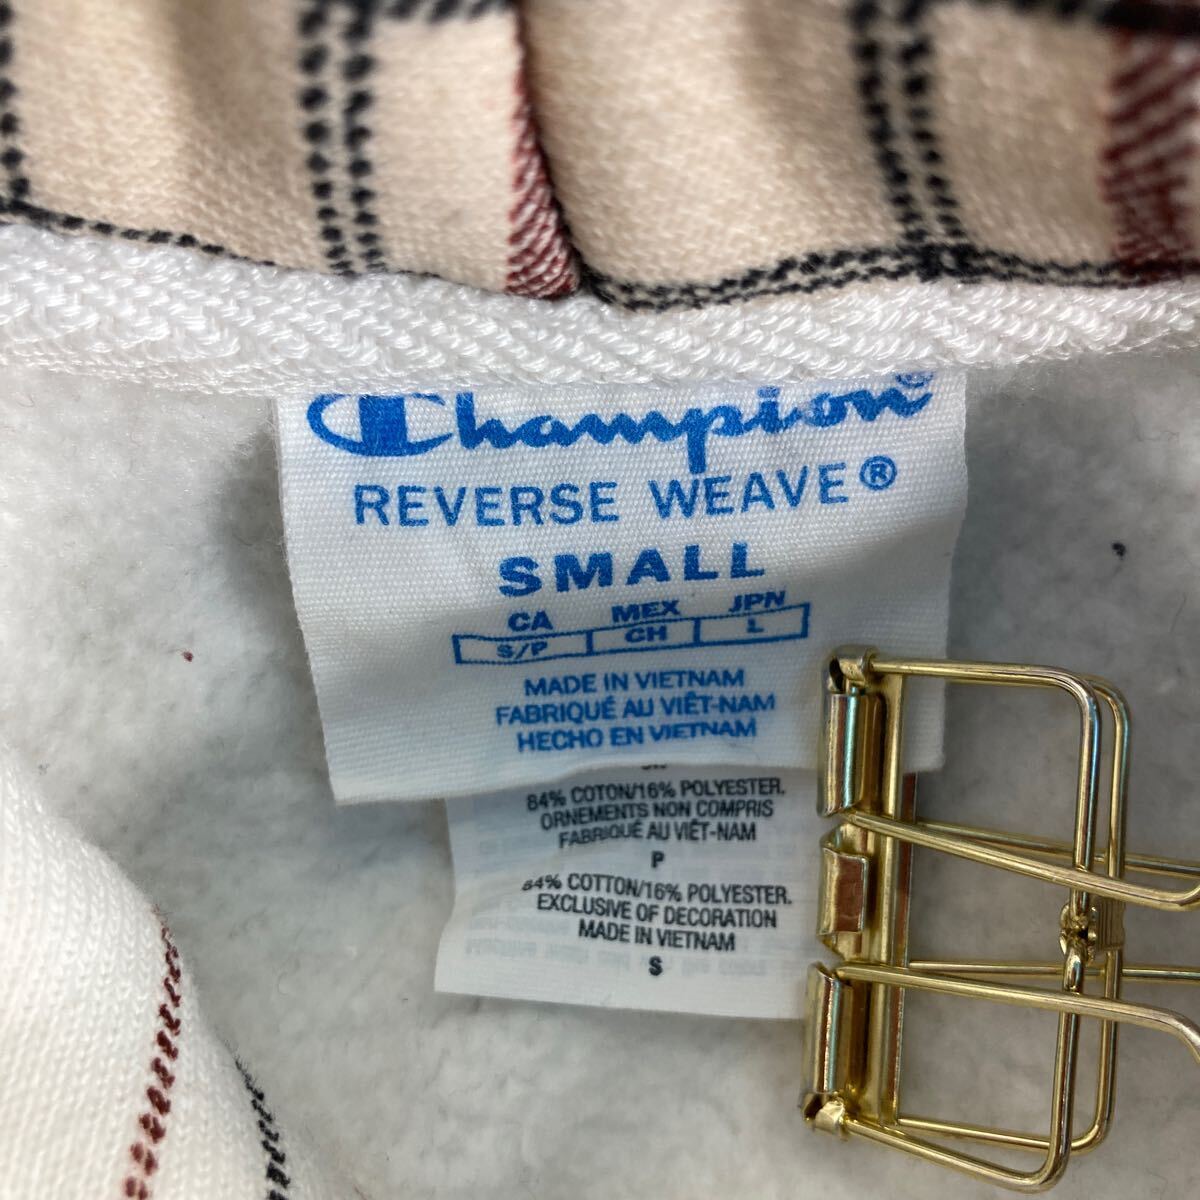 Champion®
REVERSE WEAVE®
SMALL
CA MEX JPN
S/P CH L
MADE IN VIETNAM
FABRIQUÉ AU VIÊT-NAM
HECHO EN VIETNAM
84% COTON/16% POLYESTER.
ORNEMENTS NON COMPRIS
FABRIQUÉ AU VIÊT-NAM
P
84% COTTON/16% POLYESTER.
EXCLUSIVE OF DECORATION
MADE IN VIETNAM
S